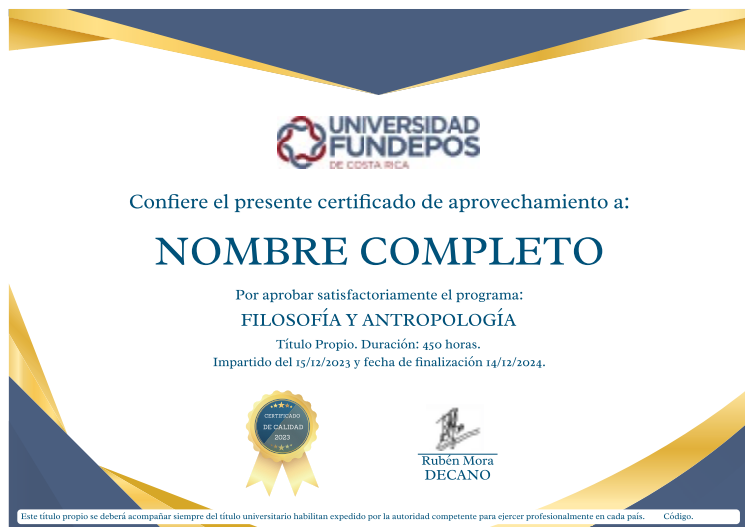 UNIVERSIDAD
FUNDEPOS
DE COSTA RICA
Confiere el presente certificado de aprovechamiento a:
NOMBRE COMPLETO
Por aprobar satisfactoriamente el programa:
FILOSOFÍA Y ANTROPOLOGÍA
Título Propio. Duración: 450 horas.
Impartido del 15/12/2023 y fecha de finalización 14/12/2024.
CERTIFICADO
DE CALIDAD
2023
Rubén Mora
DECANO
Este título propio se deberá acompañar siempre del título universitario habilitan expedido por la autoridad competente para ejercer profesionalmente en cada país. Código.